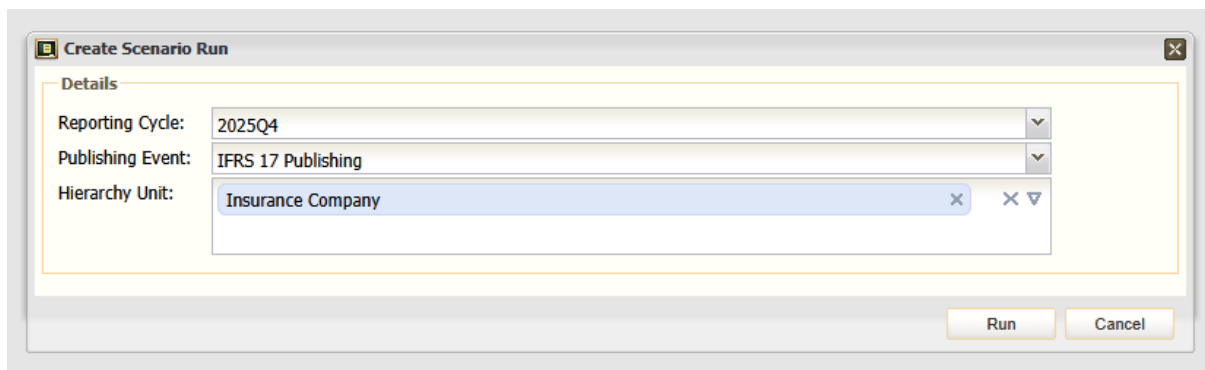 Create Scenario Run
Details
Reporting Cycle: 2025Q4
Publishing Event: IFRS 17 Publishing
Hierarchy Unit: Insurance Company
Run Cancel